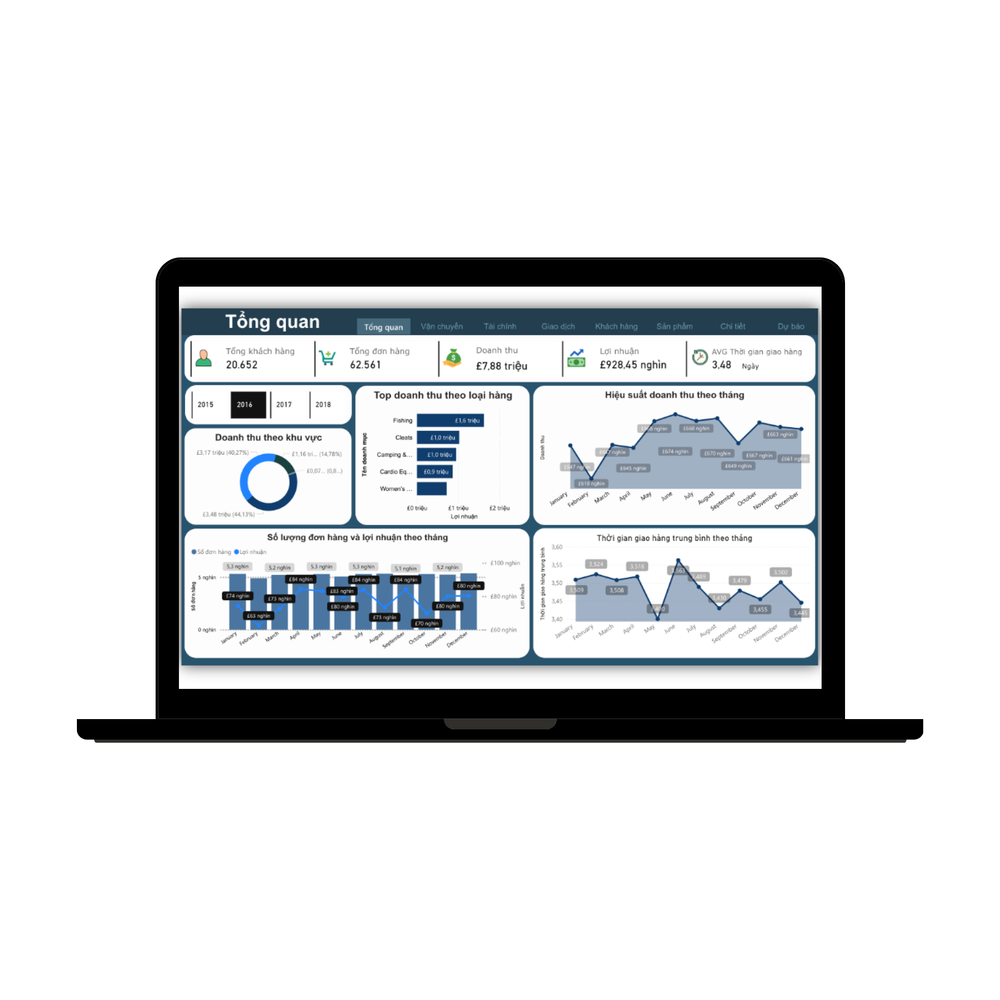 Tổng quan
Tổng quan
Vận chuyển
Tài chính
Giao dịch
Khách hàng
Sản phẩm
Chi tiết
Dự báo
Tổng khách hàng
20.652
Tổng đơn hàng
62.561
Doanh thu
£7,88 triệu
Lợi nhuận
£928,45 nghìn
AVG Thời gian giao hàng
3,48 Ngày
2015
2016
2017
2018
Doanh thu theo khu vực
£3,17 triệu (40,27%)
£1,16 tri... (14,78%)
£0,07... (0,8...)
£3,48 triệu (44,13%)
Top doanh thu theo loại hàng
Tên doanh mục
Fishing
£1,6 triệu
Cleats
£1,0 triệu
Camping &...
£1,0 triệu
Cardio Eq...
£0,9 triệu
Women's ...
£0 triệu
£1 triệu
£2 triệu
Lợi nhuận
Hiệu suất doanh thu theo tháng
Doanh thu
£647 nghìn
£618 nghìn
£647 nghìn
£645 nghìn
£668 nghìn
£674 nghìn
£668 nghìn
£670 nghìn
£649 nghìn
£667 nghìn
£663 nghìn
£661 nghìn
January
February
March
April
May
June
July
August
September
October
November
December
Số lượng đơn hàng và lợi nhuận theo tháng
Số đơn hàng
Lợi nhuận
Số đơn hàng
5 nghìn
0 nghìn
5,3 nghìn
5,2 nghìn
5,3 nghìn
5,3 nghìn
5,1 nghìn
5,2 nghìn
£74 nghìn
£63 nghìn
£73 nghìn
£84 nghìn
£83 nghìn
£80 nghìn
£84 nghìn
£73 nghìn
£84 nghìn
£70 nghìn
£80 nghìn
£80 nghìn
£100 nghìn
£80 nghìn
£60 nghìn
Lợi nhuận
January
February
March
April
May
June
July
August
September
October
November
December
Thời gian giao hàng trung bình theo tháng
Thời gian giao hàng trung bình
3,60
3,55
3,50
3,45
3,40
3,509
3,524
3,508
3,518
3,400
3,563
3,489
3,430
3,479
3,455
3,502
3,445
January
February
March
April
May
June
July
August
September
October
November
December